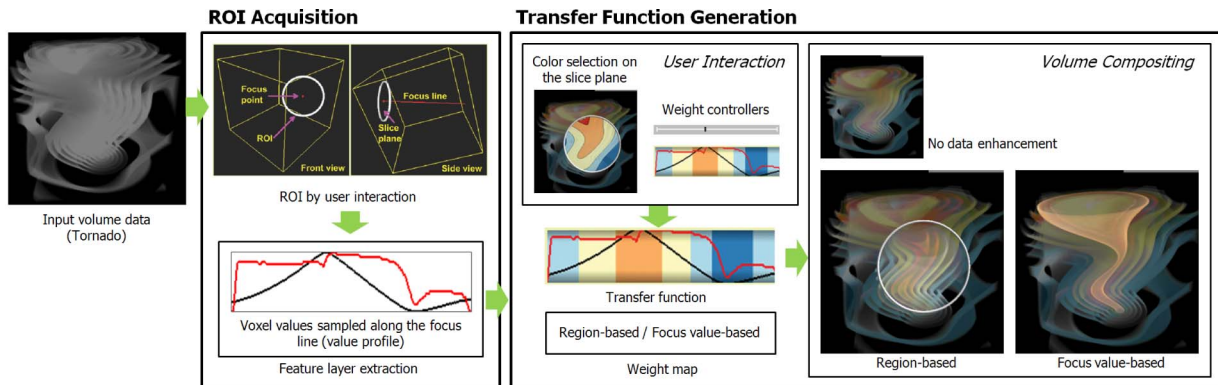 ROI Acquisition
Transfer Function Generation
Input volume data
(Tornado)
Focus
point
ROI
Front view
Focus line
Slice
plane
Side view
ROI by user interaction
Voxel values sampled along the focus
line (value profile)
Feature layer extraction
Color selection on
the slice plane
User Interaction
Weight controllers
Transfer function
Region-based / Focus value-based
Weight map
Volume Compositing
No data enhancement
Region-based
Focus value-based